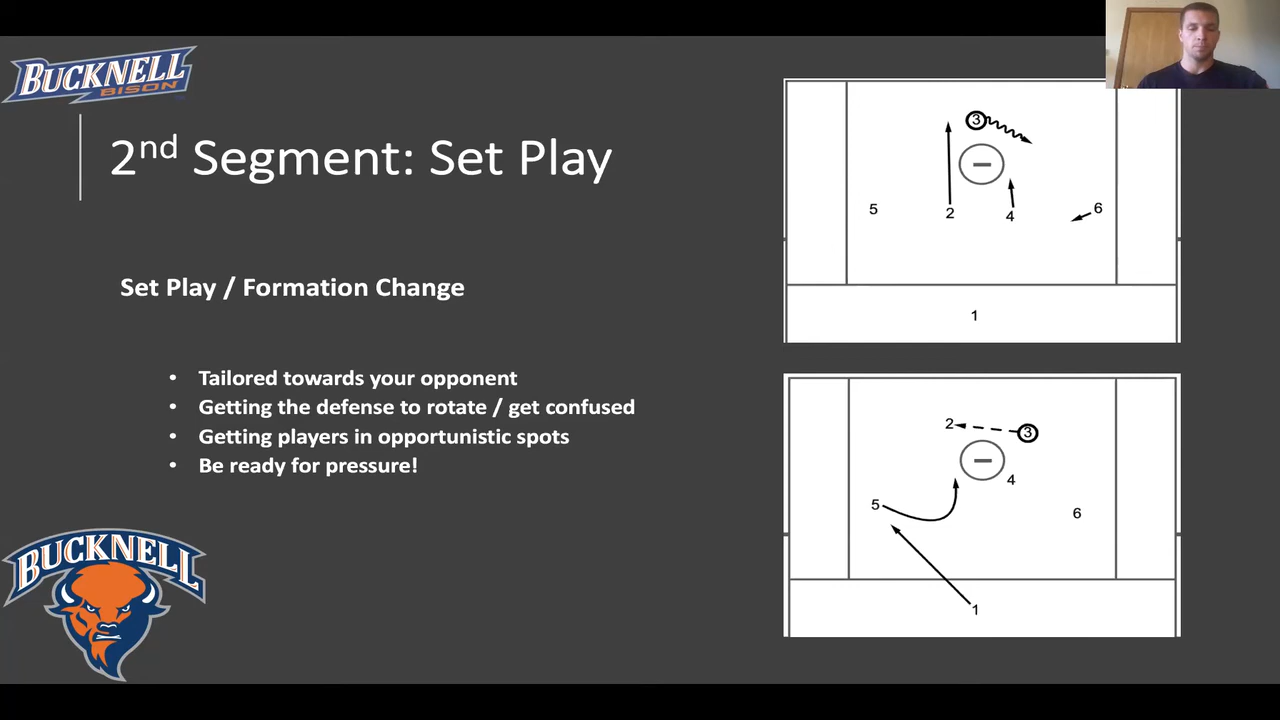 BUCKNELL
BISON
2nd Segment: Set Play
Set Play / Formation Change
• Tailored towards your opponent
• Getting the defense to rotate / get confused
• Getting players in opportunistic spots
• Be ready for pressure!
BUCKNELL
3
5
2
4
6
1
2
3
4
5
6
1